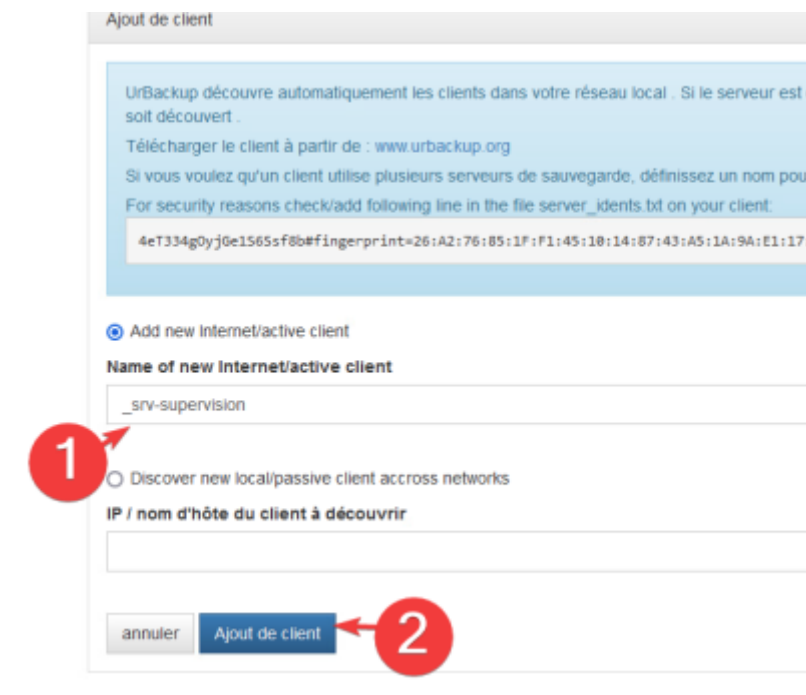 Ajout de client
UrBackup découvre automatiquement les clients dans votre réseau local . Si le serveur est
soit découvert .
Télécharger le client à partir de : www.urbackup.org
Si vous voulez qu'un client utilise plusieurs serveurs de sauvegarde, définissez un nom pou
For security reasons check/add following line in the file server_idents.txt on your client:
4eT334gOyjGe1S65sf8b#fingerprint=26:A2:76:85:1F:F1:45:10:14:87:43:A5:1A:9A:E1:17
Add new Internet/active client
Name of new Internet/active client
_srv-supervision
1
Discover new local/passive client accross networks
IP / nom d'hôte du client à découvrir
annuler Ajout de client 2